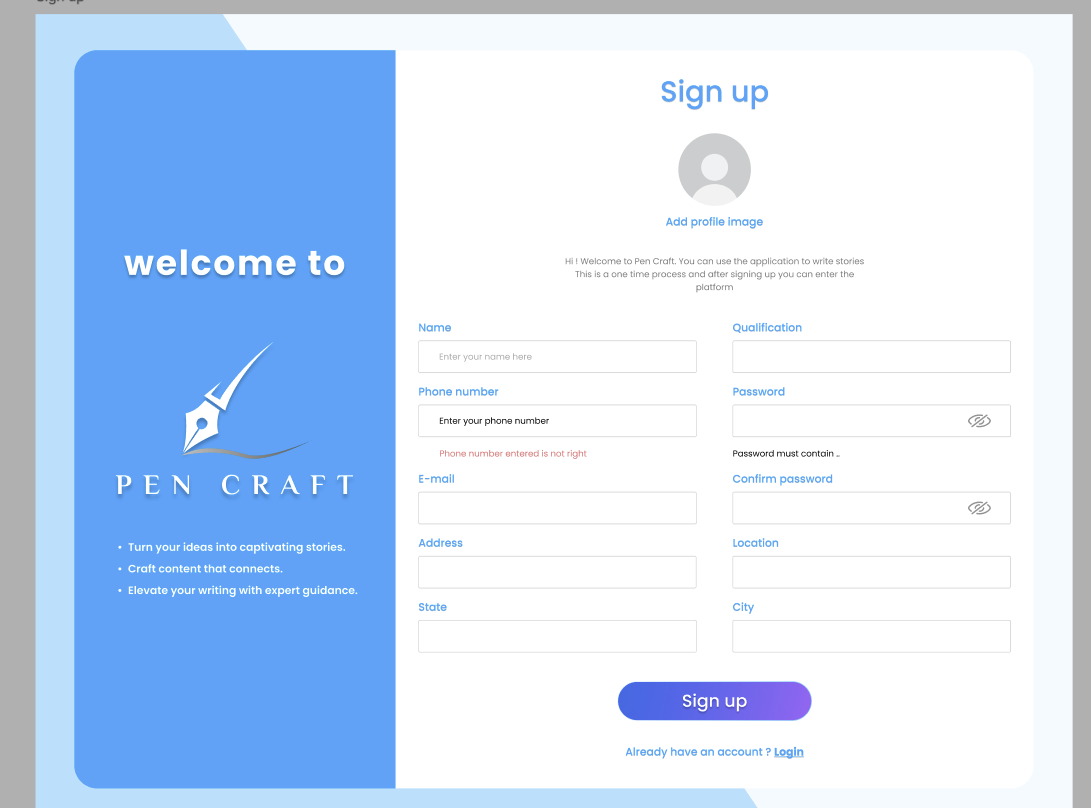 Sign up
welcome to
PEN CRAFT
• Turn your ideas into captivating stories.
• Craft content that connects.
• Elevate your writing with expert guidance.
Sign up
Add profile image
Hi ! Welcome to Pen Craft. You can use the application to write stories
This is a one time process and after signing up you can enter the
platform
Name
Enter your name here
Qualification
Phone number
Enter your phone number
Phone number entered is not right
Password
Password must contain ..
E-mail
Confirm password
Address
Location
State
City
Sign up
Already have an account ? Login